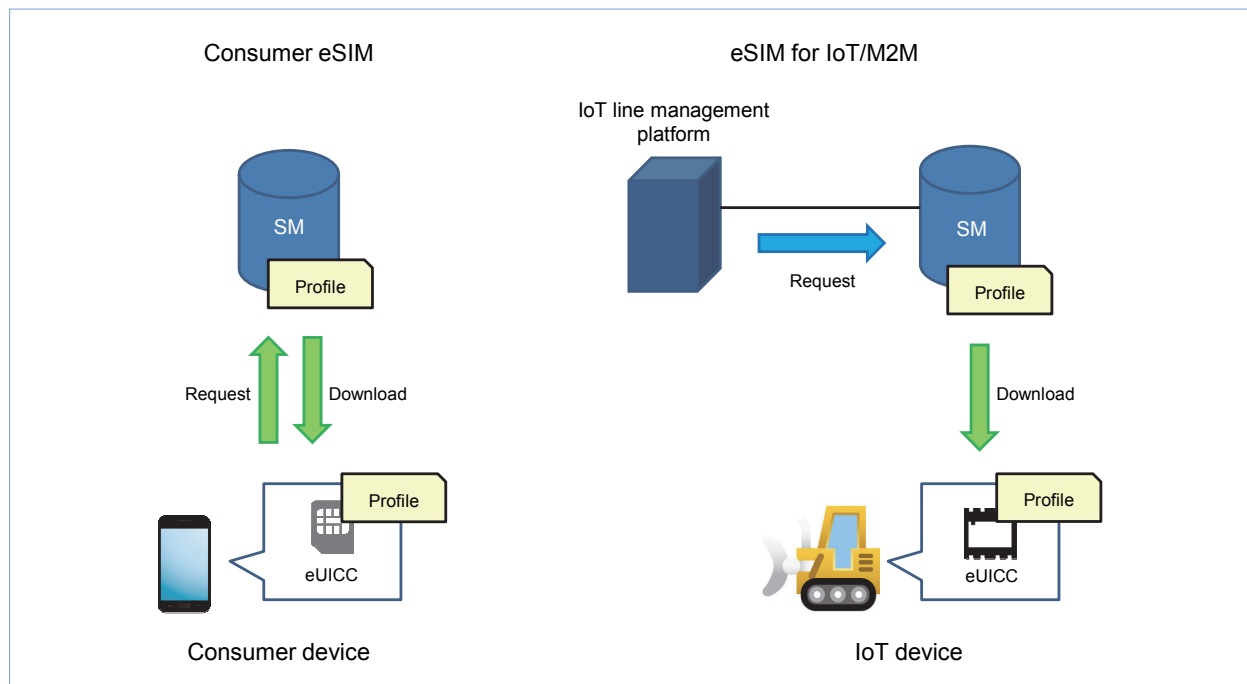 Consumer eSIM
SM
Profile
Request
Download
Profile
eUICC
Consumer device
eSIM for IoT/M2M
IoT line management
platform
Request
SM
Profile
Download
Profile
eUICC
IoT device